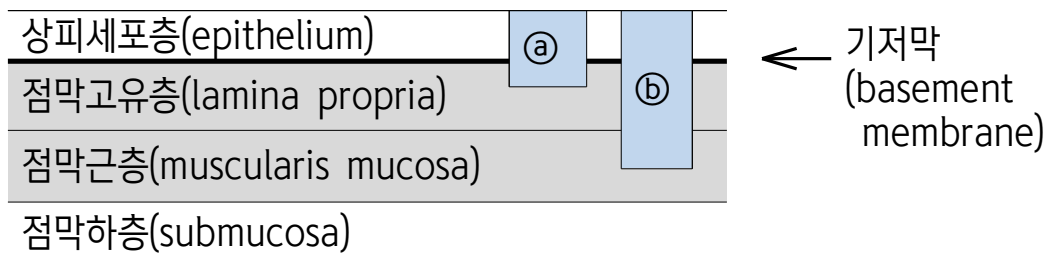 상피세포층(epithelium)
ⓐ
기저막
(basement
membrane)
점막고유층(lamina propria)
ⓑ
점막근층(muscularis mucosa)
점막하층(submucosa)